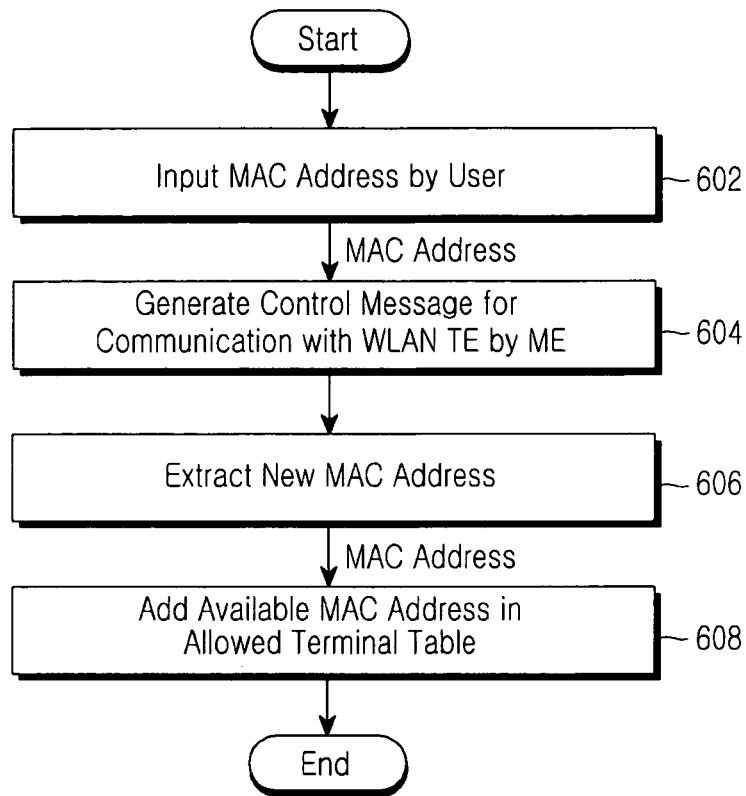 Start
Input MAC Address by User
602
MAC Address
Generate Control Message for
Communication with WLAN TE by ME
604
Extract New MAC Address
606
MAC Address
Add Available MAC Address in
Allowed Terminal Table
608
End